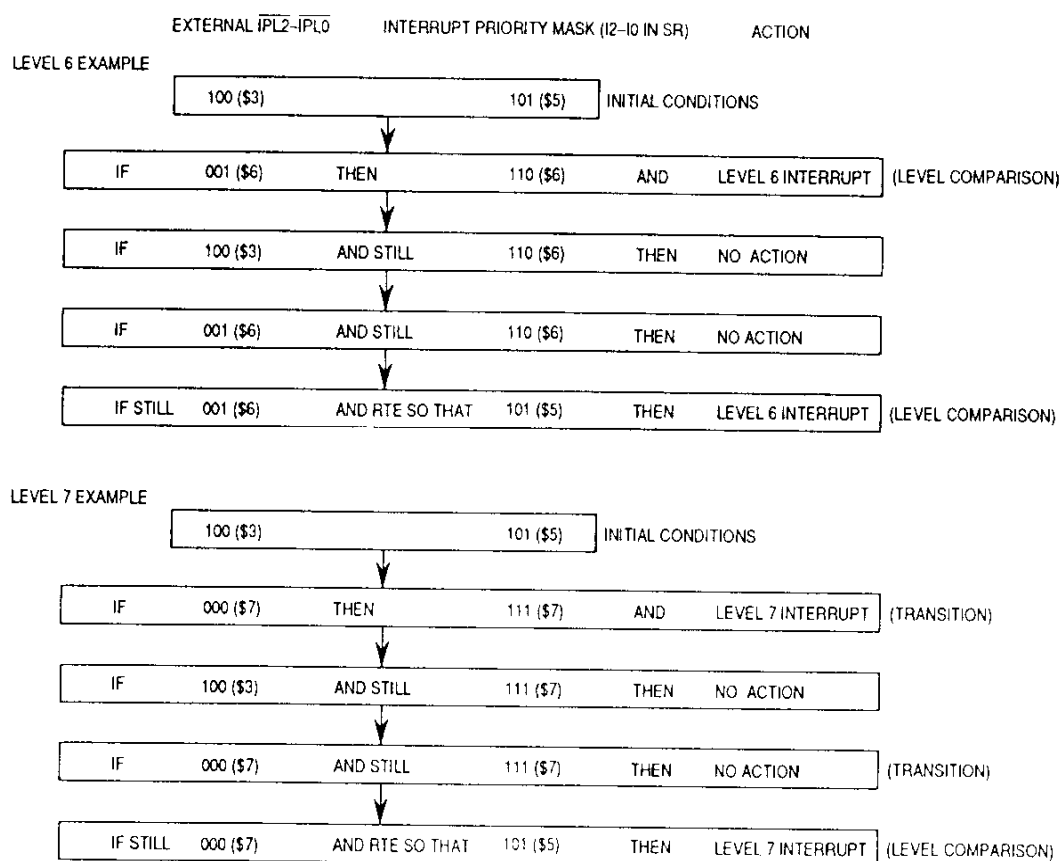 EXTERNAL IPL2–IPL0 INTERRUPT PRIORITY MASK (I2–I0 IN SR) ACTION
LEVEL 6 EXAMPLE
100 ($3) 101 ($5) INITIAL CONDITIONS
IF 001 ($6) THEN 110 ($6) AND LEVEL 6 INTERRUPT (LEVEL COMPARISON)
IF 100 ($3) AND STILL 110 ($6) THEN NO ACTION
IF 001 ($6) AND STILL 110 ($6) THEN NO ACTION
IF STILL 001 ($6) AND RTE SO THAT 101 ($5) THEN LEVEL 6 INTERRUPT (LEVEL COMPARISON)
LEVEL 7 EXAMPLE
100 ($3) 101 ($5) INITIAL CONDITIONS
IF 000 ($7) THEN 111 ($7) AND LEVEL 7 INTERRUPT (TRANSITION)
IF 100 ($3) AND STILL 111 ($7) THEN NO ACTION
IF 000 ($7) AND STILL 111 ($7) THEN NO ACTION (TRANSITION)
IF STILL 000 ($7) AND RTE SO THAT 101 ($5) THEN LEVEL 7 INTERRUPT (LEVEL COMPARISON)